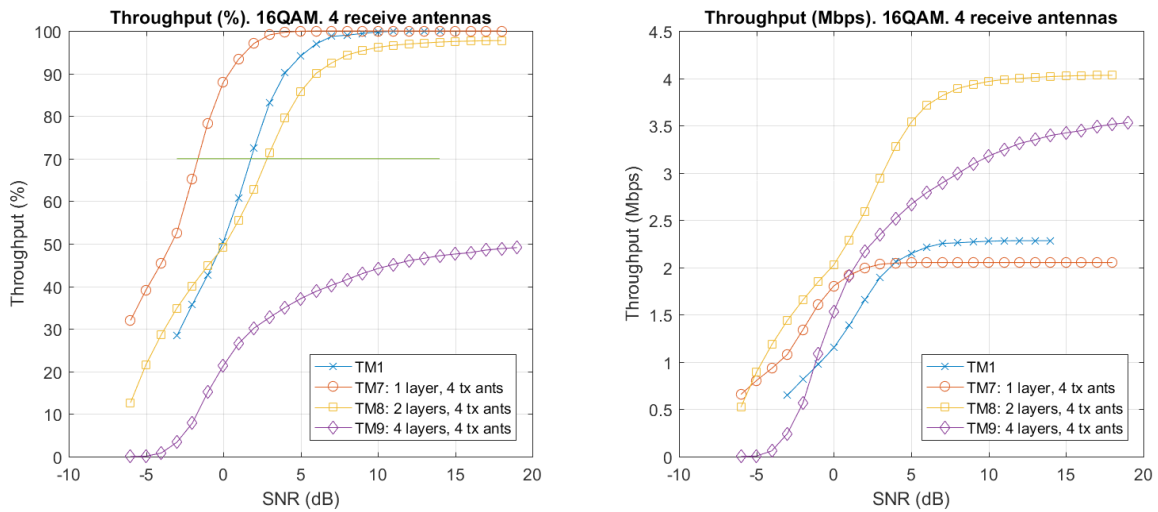 Throughput (%). 16QAM. 4 receive antennas
100
90
80
70
60
50
40
30
20
10
0
Throughput (%)
-10 -5 0 5 10 15 20
SNR (dB)
TM1
TM7: 1 layer, 4 tx ants
TM8: 2 layers, 4 tx ants
TM9: 4 layers, 4 tx ants
Throughput (Mbps). 16QAM. 4 receive antennas
4.5
4
3.5
3
2.5
2
1.5
1
0.5
0
Throughput (Mbps)
-10 -5 0 5 10 15 20
SNR (dB)
TM1
TM7: 1 layer, 4 tx ants
TM8: 2 layers, 4 tx ants
TM9: 4 layers, 4 tx ants